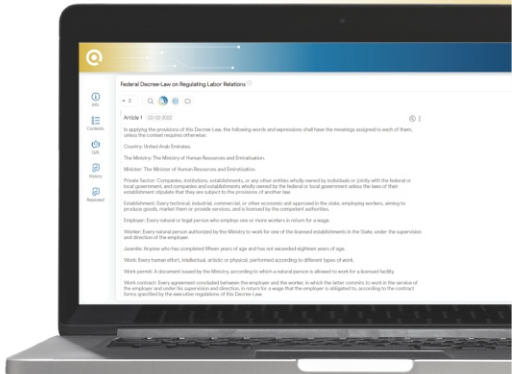 Federal Decree-Law on Regulating Labor Relations
Info
3
Contents
Article 1 02-02-2022
In applying the provisions of this Decree-Law, the following words and expressions shall have the meanings assigned to each of them,
unless the context requires otherwise:
Country: United Arab Emirates.
The Ministry: The Ministry of Human Resources and Emiratisation.
Minister: The Minister of Human Resources and Emiratisation.
History
Private Sector: Companies, institutions, establishments, or any other entities wholly owned by individuals or jointly with the federal or
local government, and companies and establishments wholly owned by the federal or local government unless the laws of their
establishment stipulate that they are subject to the provisions of another law.
Repealed
Establishment: Every technical, industrial, commercial, or other economic unit approved in the state, employing workers, aiming to
produce goods, market them or provide services, and is licensed by the competent authorities.
Employer: Every natural or legal person who employs one or more workers in return for a wage.
Worker: Every natural person authorized by the Ministry to work for one of the licensed establishments in the State, under the supervision
and direction of the employer.
Juvenile: Anyone who has completed fifteen years of age and has not exceeded eighteen years of age.
Work: Every human effort, intellectual, artistic or physical, performed according to different types of work.
Work permit: A document issued by the Ministry, according to which a natural person is allowed to work for a licensed facility.
Work contract: Every agreement concluded between the employer and the worker, in which the latter commits to work in the service of
the employer and under his supervision and direction, in return for a wage that the employer is obligated to, according to the contract
forms specified by the executive regulations of this Decree-Law.